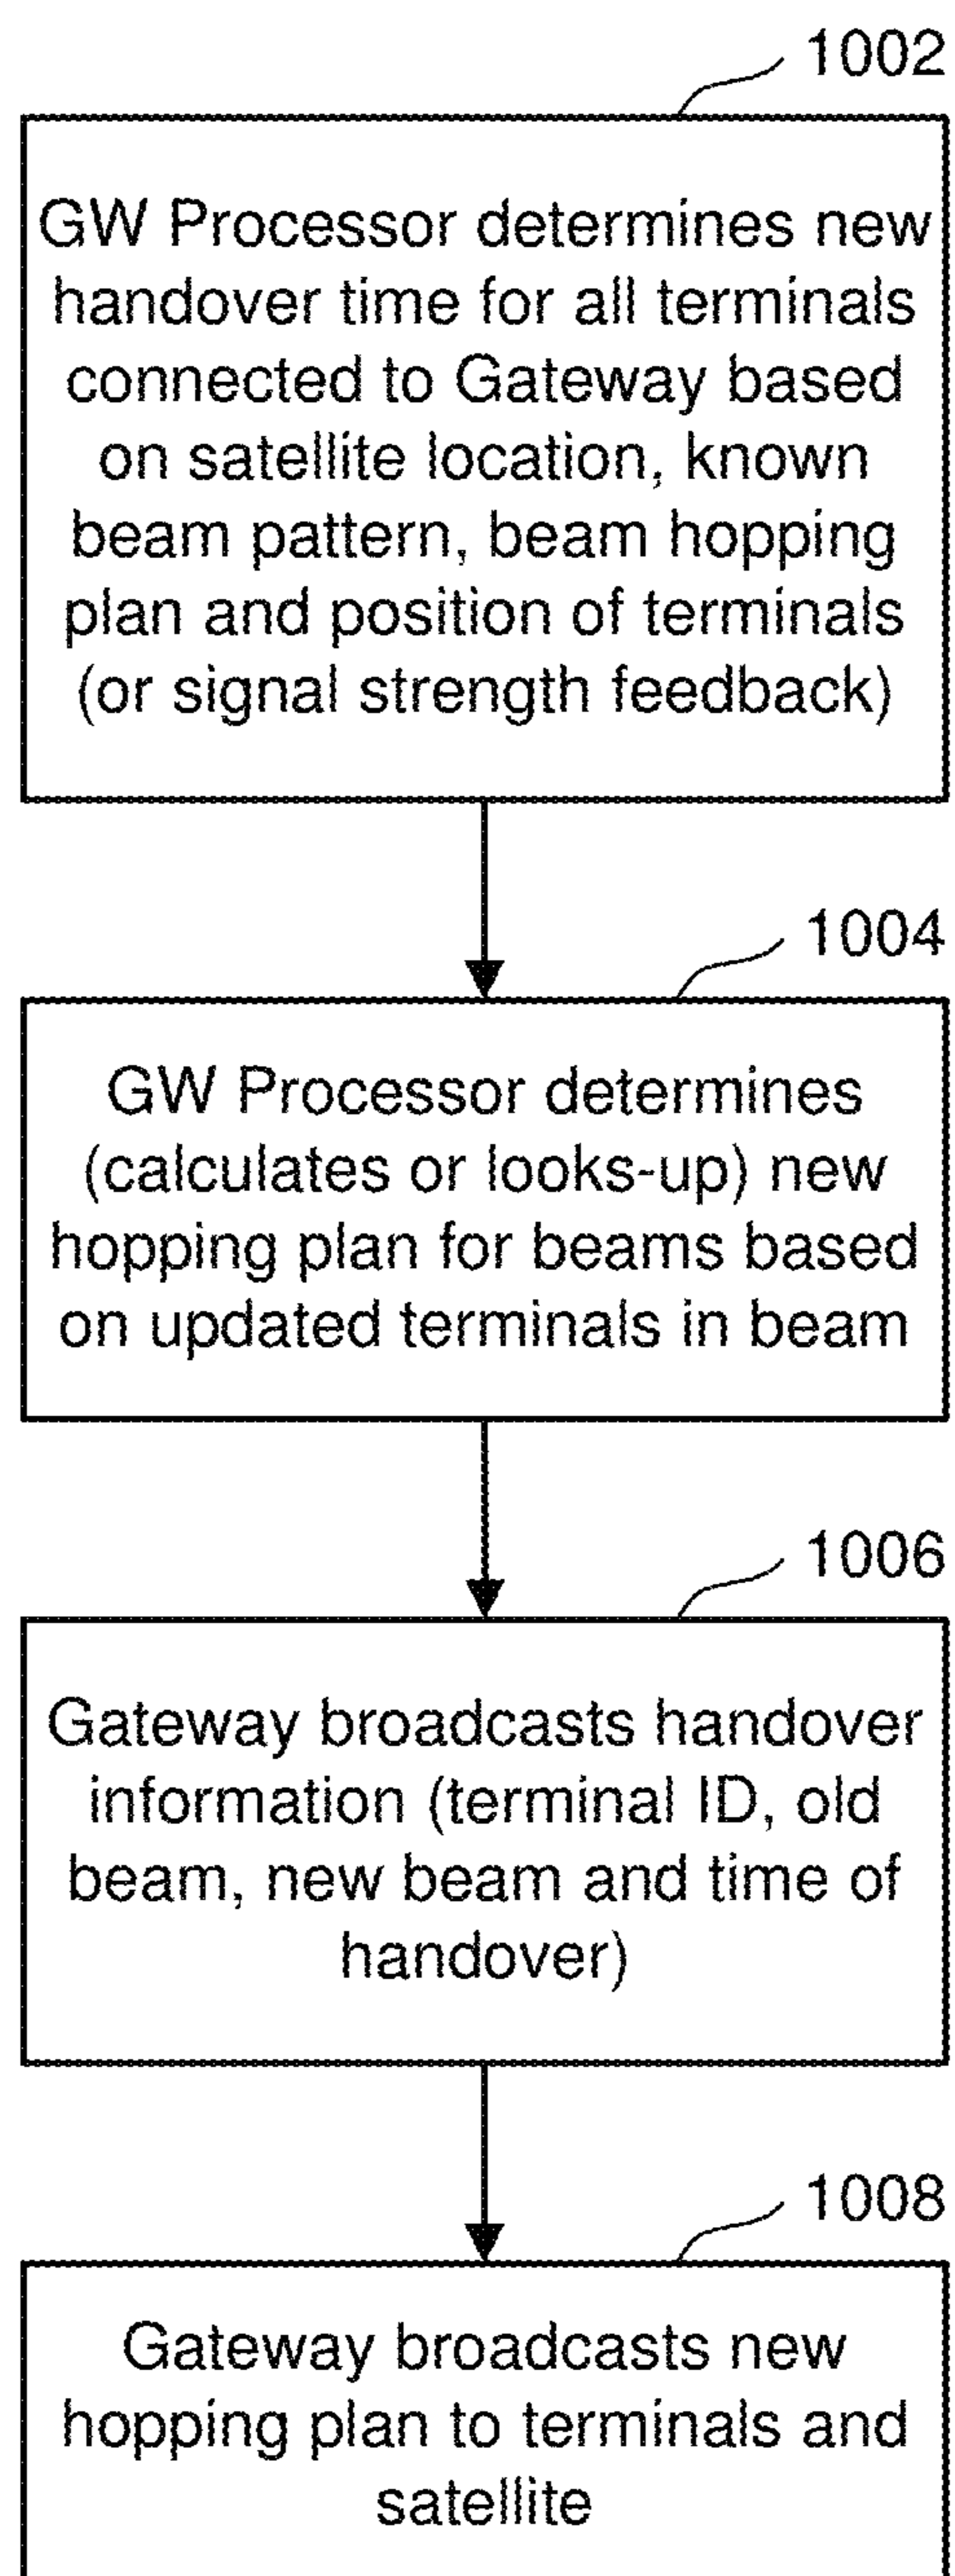 1002
GW Processor determines new
handover time for all terminals
connected to Gateway based
on satellite location, known
beam pattern, beam hopping
plan and position of terminals
(or signal strength feedback)
1004
GW Processor determines
(calculates or looks-up) new
hopping plan for beams based
on updated terminals in beam
1006
Gateway broadcasts handover
information (terminal ID, old
beam, new beam and time of
handover)
1008
Gateway broadcasts new
hopping plan to terminals and
satellite